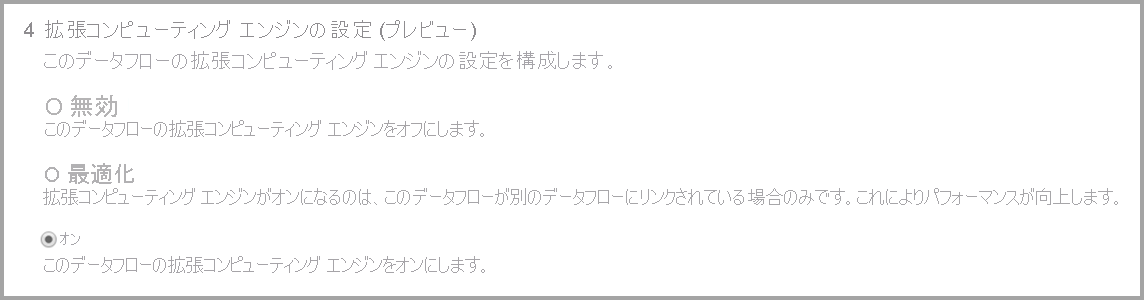 4 拡張コンピューティング エンジンの設定 (プレビュー)
このデータフローの拡張コンピューティング エンジンの設定を構成します。
無効
このデータフローの拡張コンピューティング エンジンをオフにします。
最適化
拡張コンピューティング エンジンがオンになるのは、このデータフローが別のデータフローにリンクされている場合のみです。これによりパフォーマンスが向上します。
オン
このデータフローの拡張コンピューティング エンジンをオンにします。